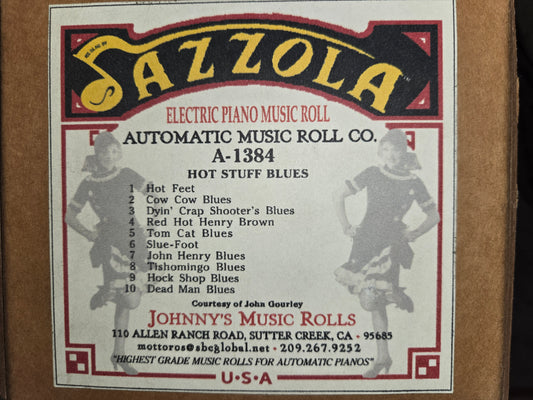 JAZZOLA
ELECTRIC PIANO MUSIC ROLL
AUTOMATIC MUSIC ROLL CO.
A-1384
HOT STUFF BLUES
1 Hot Feet
2 Cow Cow Blues
3 Dyin' Crap Shooter's Blues
4 Red Hot Henry Brown
5 Tom Cat Blues
6 Slue-Foot
7 John Henry Blues
8 Tishomingo Blues
9 Hock Shop Blues
10 Dead Man Blues
Courtesy of John Gourley
JOHNNY'S MUSIC ROLLS
110 ALLEN RANCH ROAD, SUTTER CREEK, CA • 95685
mottoros@sbcglobal.net • 209.267.9252
"HIGHEST GRADE MUSIC ROLLS FOR AUTOMATIC PIANOS"
U•S•A